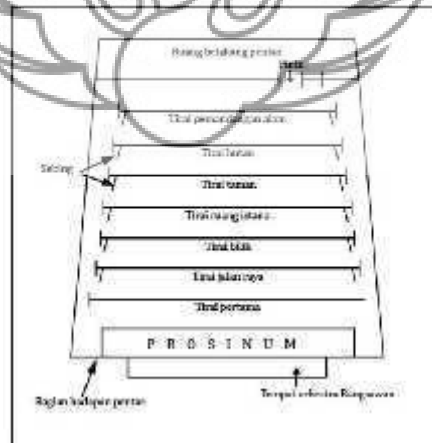 Ruang belakang pentas
Tirai pemandangan alam
Tirai hutan
Sebeng
Tirai taman
Tirai ruang istana
Tirai bilik
Tirai jalan raya
Tirai pertama
P R O S I N U M
Bagian hadapan pentas
Tempat orkestra Bangsawan